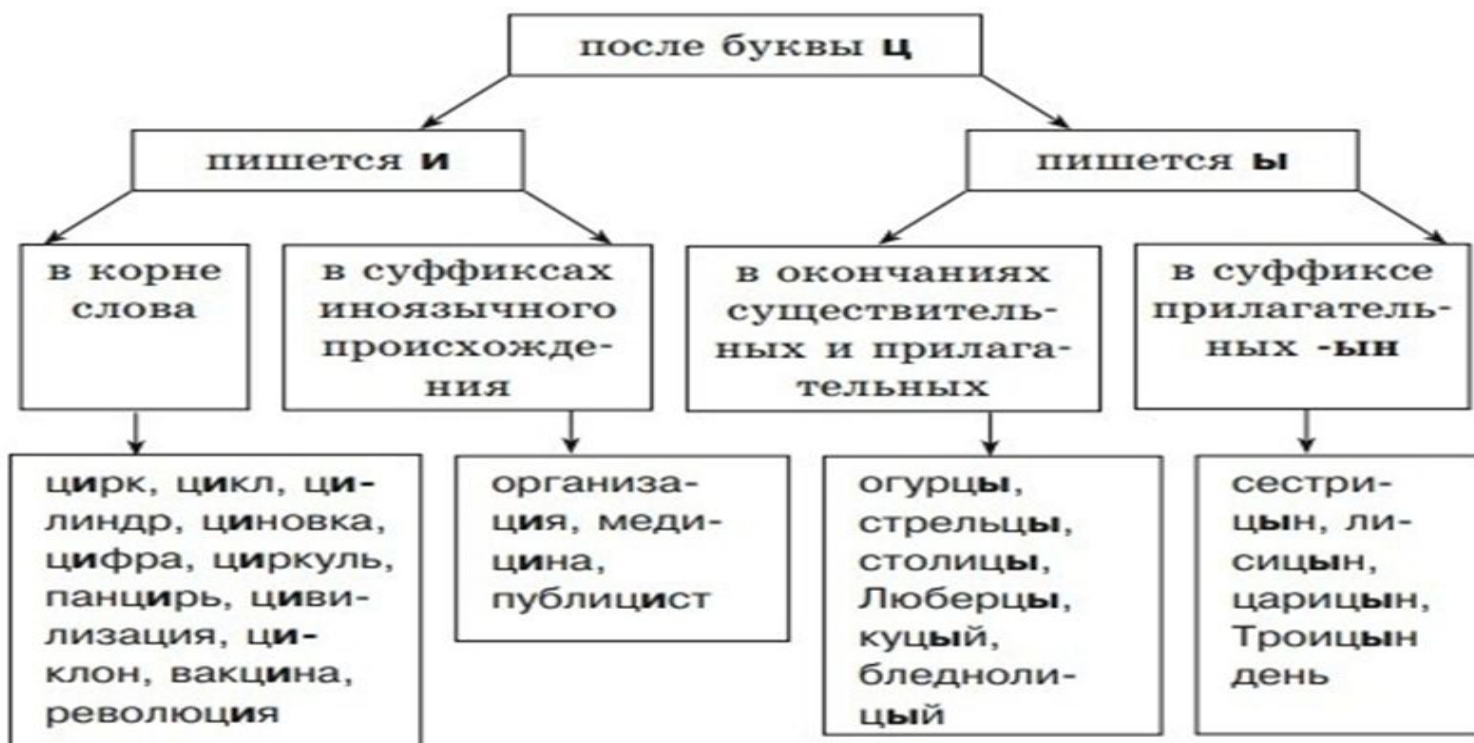 после буквы ц
пишется и
пишется ы
в корне
слова
в суффиксах
иноязычного
происхожде-
ния
в окончаниях
существитель-
ных и прилага-
тельных
в суффиксе
прилагатель-
ных -ын
цирк, цикл, ци-
линдр, циновка,
цифра, циркуль,
панцирь, циви-
лизация, ци-
клон, вакцина,
революция
организа-
ция, меди-
цина,
публицист
огурцы,
стрельцы,
столицы,
Люберцы,
куцый,
бледноли-
цый
сестри-
цын, ли-
сицын,
царицын,
Троицын
день